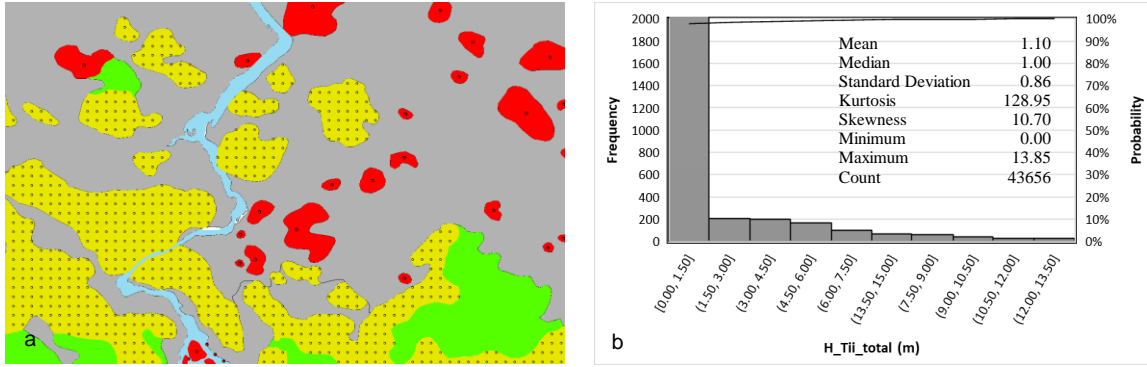 a
2000
1800
1600
1400
1200
1000
800
600
400
200
0
Frequency
Mean 1.10
Median 1.00
Standard Deviation 0.86
Kurtosis 128.95
Skewness 10.70
Minimum 0.00
Maximum 13.85
Count 43656
100%
90%
80%
70%
60%
50%
40%
30%
20%
10%
0%
Probability
[0.00, 1.50]
(1.50, 3.00]
(3.00, 4.50]
(4.50, 6.00]
(6.00, 7.50]
(13.50, 15.00]
(7.50, 9.00]
(9.00, 10.50]
(10.50, 12.00]
(12.00, 13.50]
H_Tii_total (m)
b